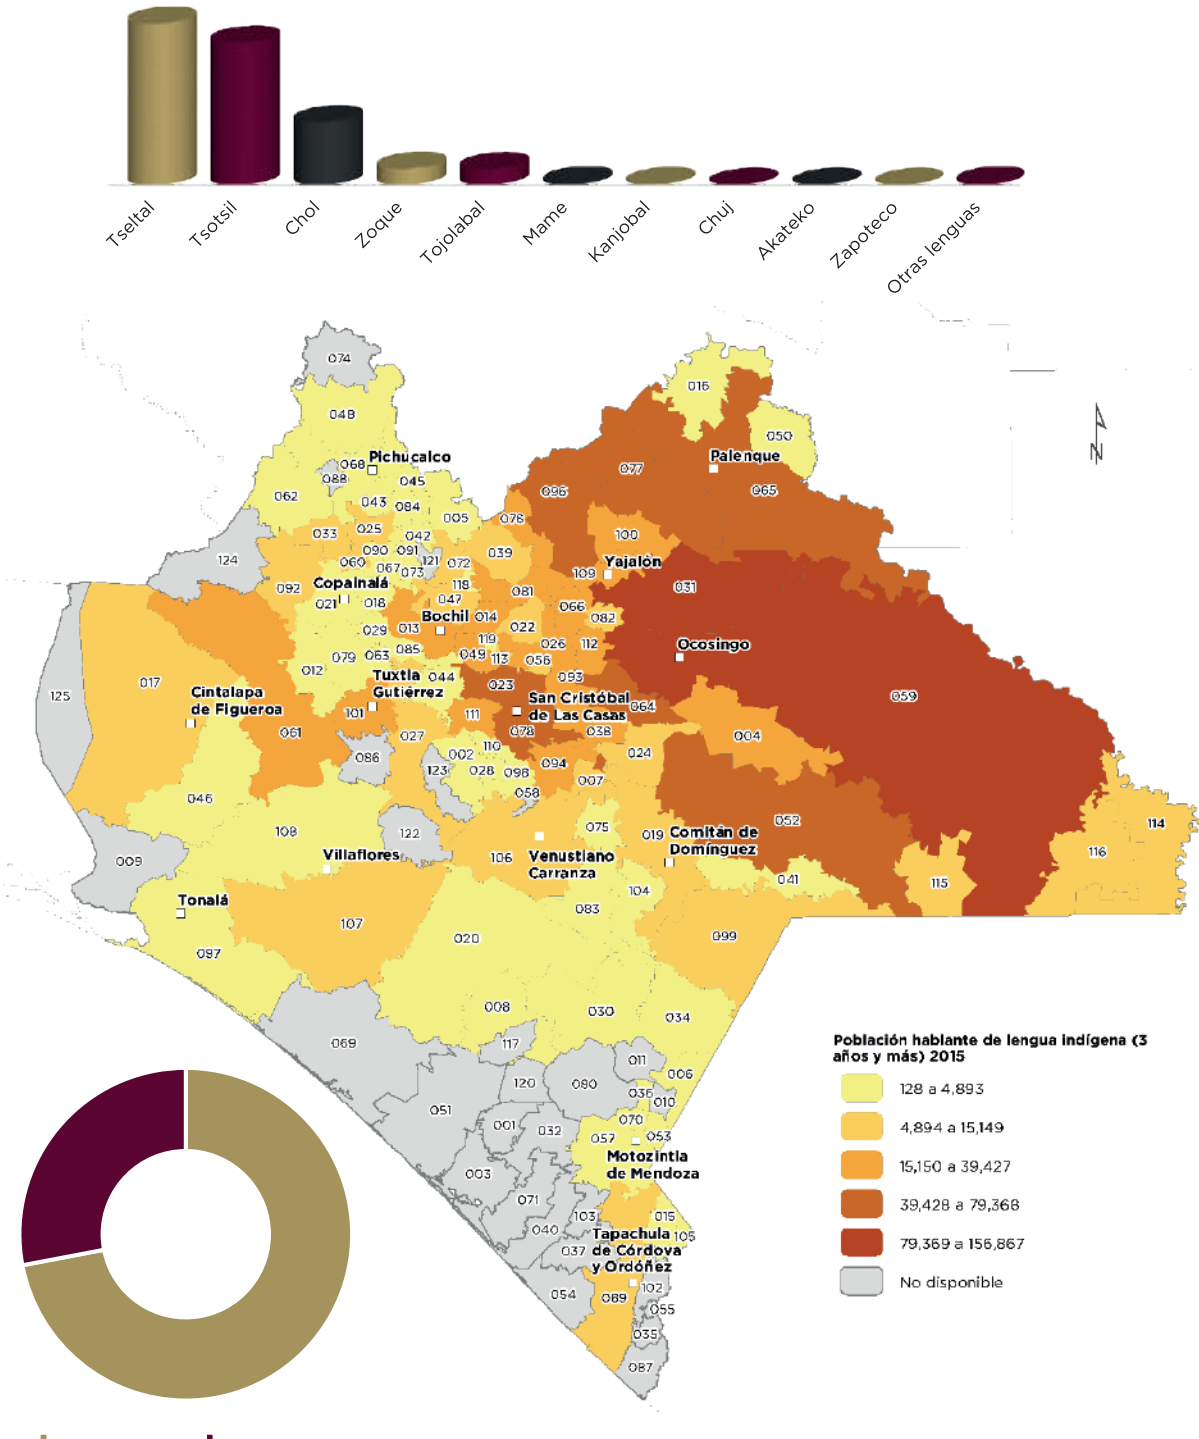 Tseltal
Tsotsil
Chol
Zoque
Tojolabal
Mame
Kanjobal
Chuj
Akateko
Zapoteco
Otras lenguas
074
016
048
050
Pichucalco
068
088
045
Palenque
077
096
065
062
043
084
005
076
033
025
042
100
124
090
091
121
039
060
067
073
072
Yajalón
109
092
Copainalá
118
081
031
021
018
047
066
Bochil
014
022
082
029
013
119
026
112
Ocosingo
079
063
085
049
113
056
012
Tuxtla
Gutiérrez
044
093
017
023
125
Cintalapa
de Figueroa
San Cristóbal
de Las Casas
059
101
111
064
061
027
078
038
004
086
002
110
024
123
028
098
094
007
046
058
075
052
114
108
122
019
Comitán de
Domínguez
009
Villaflores
106
Venustiano
Carranza
116
041
115
104
Tonalá
083
107
020
099
097
008
030
034
069
117
011
006
120
080
036
010
051
001
032
070
057
053
Motozintla
de Mendoza
003
071
103
015
040
Tapachula
de Córdova
y Ordóñez
105
037
054
089
102
055
035
087
Población hablante de lengua indígena (3
años y más) 2015
128 a 4,893
4,894 a 15,149
15,150 a 39,427
39,428 a 79,368
79,369 a 156,867
No disponible